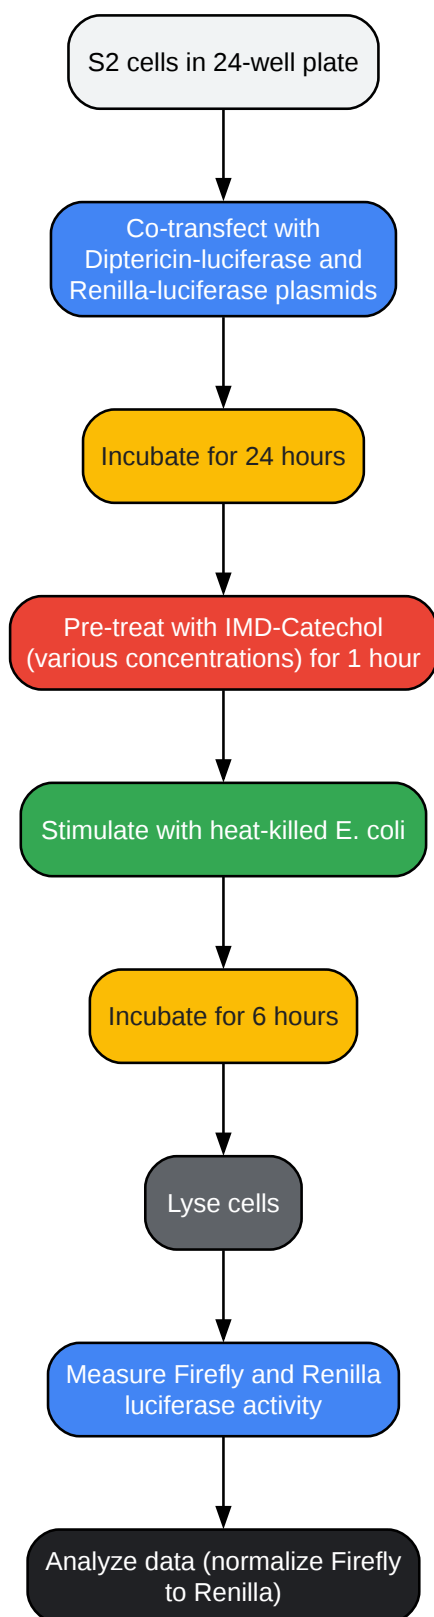 S2 cells in 24-well plate
Co-transfect with
Diptericin-luciferase and
Renilla-luciferase plasmids
Incubate for 24 hours
Pre-treat with IMD-Catechol
(various concentrations) for 1 hour
Stimulate with heat-killed E. coli
Incubate for 6 hours
Lyse cells
Measure Firefly and Renilla
luciferase activity
Analyze data (normalize Firefly
to Renilla)